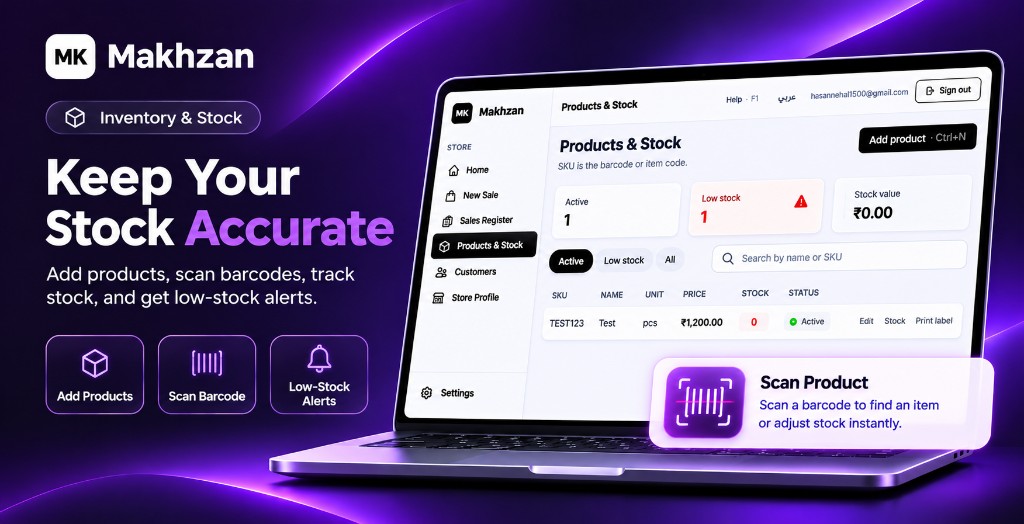 MK Makhzan
Inventory & Stock
Keep Your
Stock Accurate
Add products, scan barcodes, track
stock, and get low-stock alerts.
Add Products
Scan Barcode
Low-Stock
Alerts
MK Makhzan
STORE
Home
New Sale
Sales Register
Products & Stock
Customers
Store Profile
Settings
Products & Stock
Help · F1
عربي
hasannehal1500@gmail.com
Sign out
Products & Stock
SKU is the barcode or item code.
Add product · Ctrl+N
Active
1
Low stock
1
Stock value
₹0.00
Active Low stock All
Search by name or SKU
SKU NAME UNIT PRICE STOCK STATUS
TEST123 Test pcs ₹1,200.00 0 Active Edit Stock Print label
Scan Product
Scan a barcode to find an item
or adjust stock instantly.